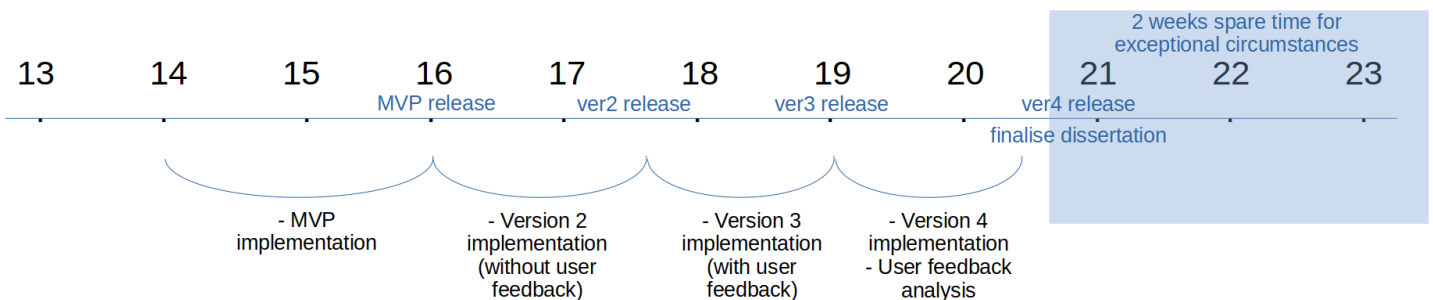 2 weeks spare time for
exceptional circumstances
13 14 15 16 17 18 19 20 21 22 23
MVP release ver2 release ver3 release ver4 release
finalise dissertation
- MVP
implementation
- Version 2
implementation
(without user
feedback)
- Version 3
implementation
(with user
feedback)
- Version 4
implementation
- User feedback
analysis